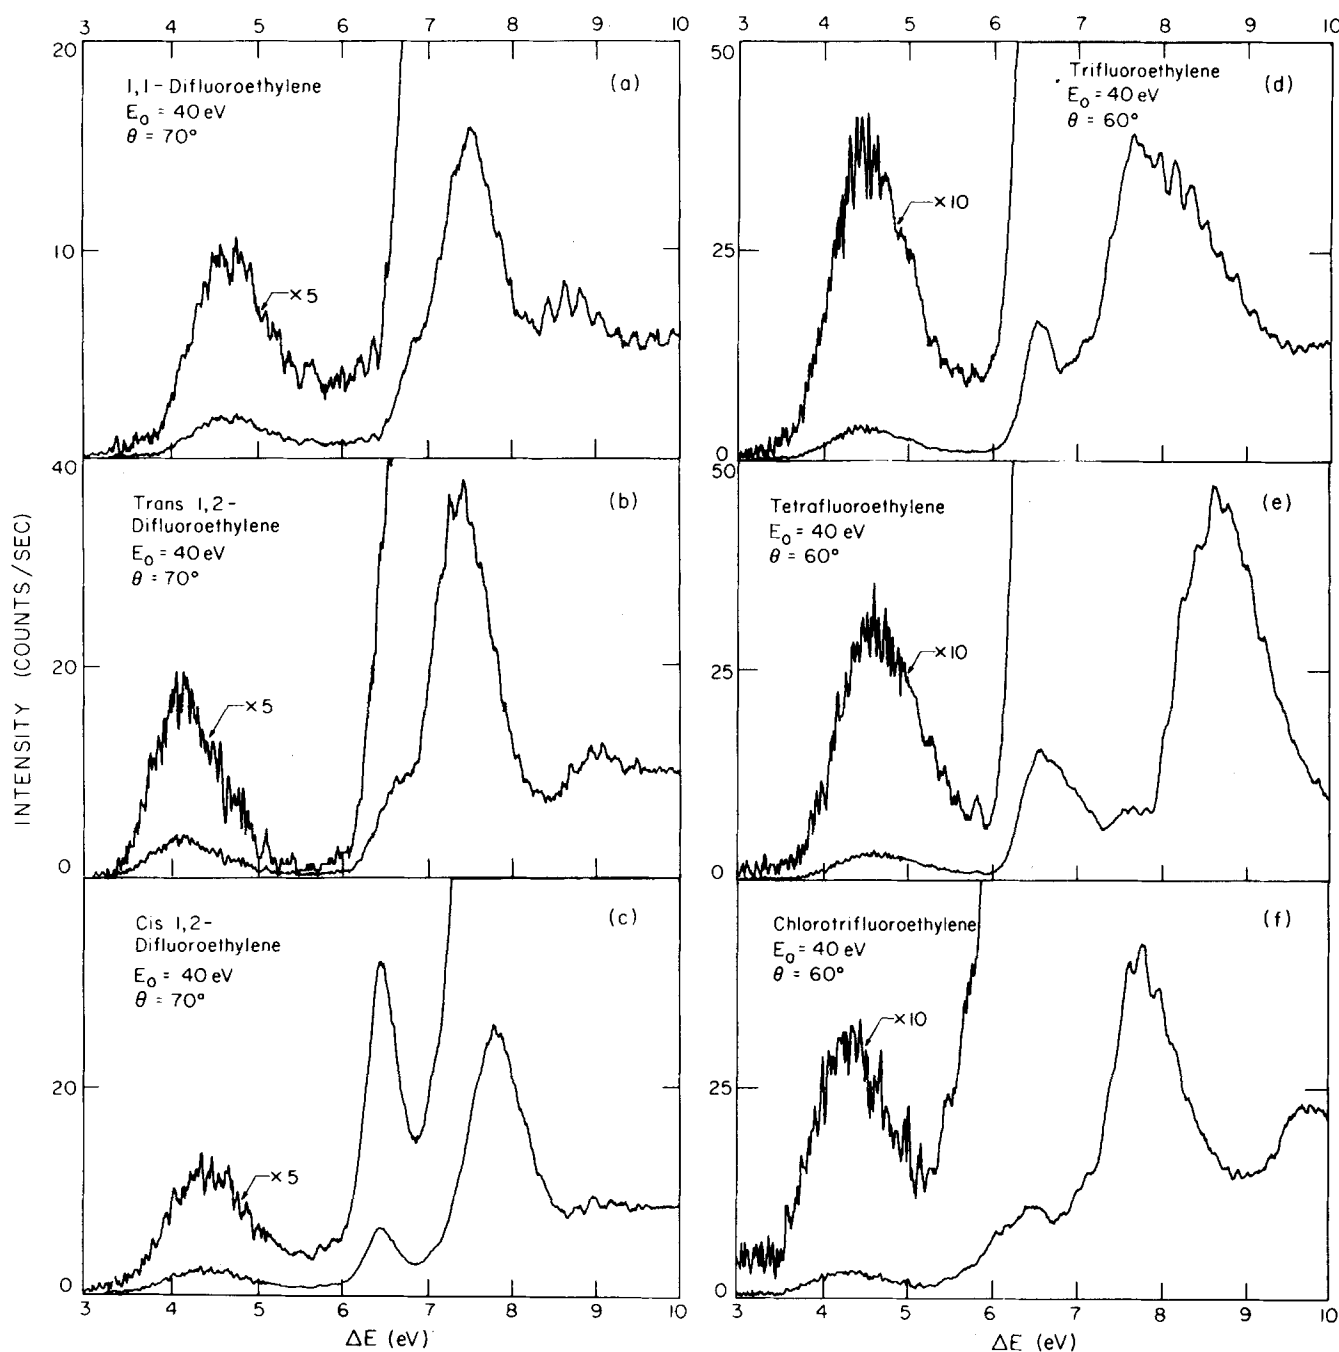 3 4 5 6 7 8 9 10
3 4 5 6 7 8 9 10
INTENSITY (COUNTS/SEC)
20
10
1,1-Difluoroethylene
E₀ = 40 eV
θ = 70°
(a)
×5
40
20
0
Trans 1,2-
Difluoroethylene
E₀ = 40 eV
θ = 70°
(b)
×5
20
0
Cis 1,2-
Difluoroethylene
E₀ = 40 eV
θ = 70°
(c)
×5
3 4 5 6 7 8 9 10
ΔE (eV)
50
25
0
Trifluoroethylene
E₀ = 40 eV
θ = 60°
(d)
×10
50
25
0
Tetrafluoroethylene
E₀ = 40 eV
θ = 60°
(e)
×10
25
0
Chlorotrifluoroethylene
E₀ = 40 eV
θ = 60°
(f)
×10
3 4 5 6 7 8 9 10
ΔE (eV)